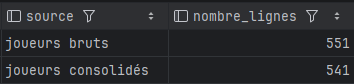 source nombre_lignes
joueurs bruts 551
joueurs consolidés 541